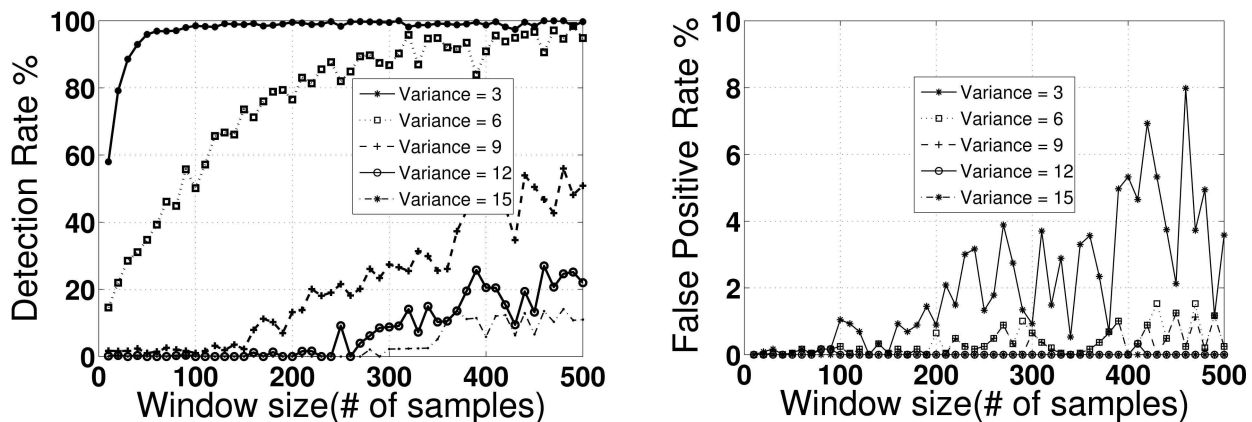 Detection Rate %
100
80
60
40
20
0
Variance = 3
Variance = 6
Variance = 9
Variance = 12
Variance = 15
0 100 200 300 400 500
Window size(# of samples)
False Positive Rate %
10
8
6
4
2
0
Variance = 3
Variance = 6
Variance = 9
Variance = 12
Variance = 15
0 100 200 300 400 500
Window size(# of samples)